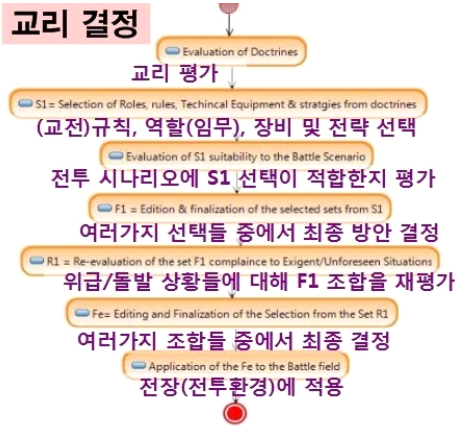 교리 결정
Evaluation of Doctrines
교리 평가
S1= Selection of Roles, rules, Techincal Equipment & stratgies from doctrines
(교전)규칙, 역할(임무), 장비 및 전략 선택
Evaluation of S1 suitability to the Battle Scenario
전투 시나리오에 S1 선택이 적합한지 평가
F1 = Edition & finalization of the selected sets from S1
여러가지 선택들 중에서 최종 방안 결정
R1 = Re-evaluation of the set F1 complaince to Exigent/Unforeseen Situations
위급/돌발 상황들에 대해 F1 조합을 재평가
Fe= Editing and Finalization of the Selection from the Set R1
여러가지 조합들 중에서 최종 결정
Application of the Fe to the Battle field
전장(전투환경)에 적용